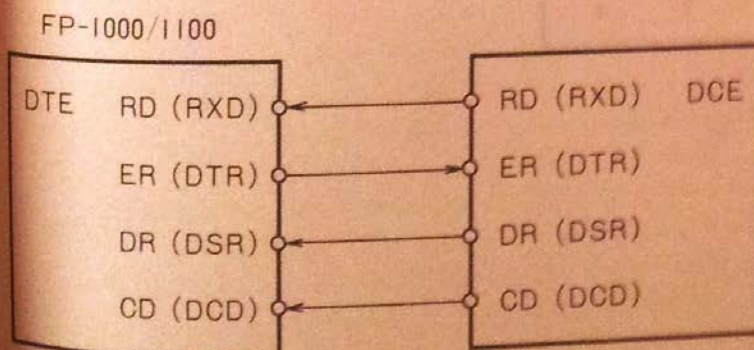 FP-1000/1100
DTE RD (RXD) RD (RXD) DCE
ER (DTR) ER (DTR)
DR (DSR) DR (DSR)
CD (DCD) CD (DCD)